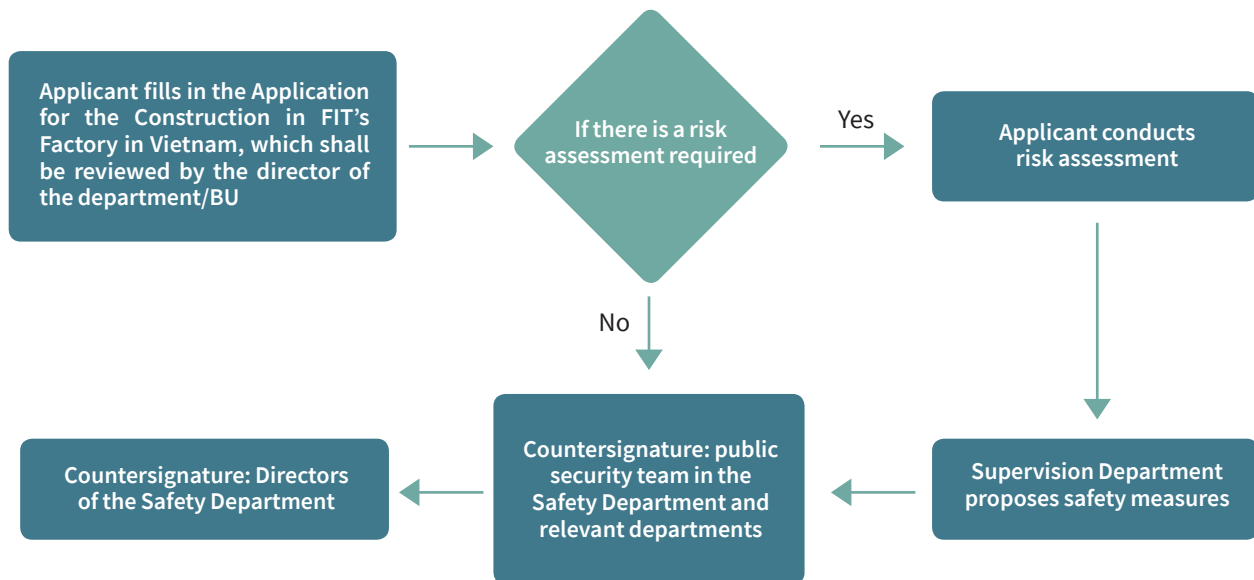 Applicant fills in the Application
for the Construction in FIT’s
Factory in Vietnam, which shall
be reviewed by the director of
the department/BU
If there is a risk
assessment required
Yes
Applicant conducts
risk assessment
No
Countersignature: Directors
of the Safety Department
Countersignature: public
security team in the
Safety Department and
relevant departments
Supervision Department
proposes safety measures